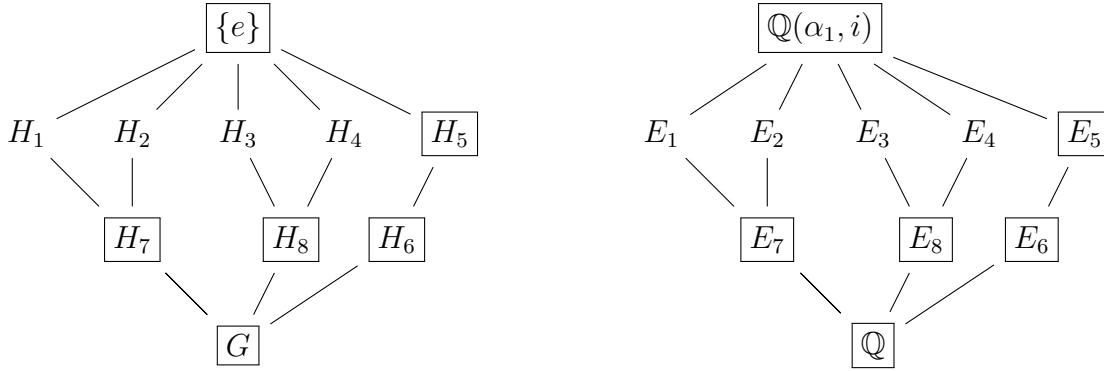 {e} ℚ(α₁, i)
H₁ H₂ H₃ H₄ H₅ E₁ E₂ E₃ E₄ E₅
H₇ H₈ H₆ E₇ E₈ E₆
G ℚ